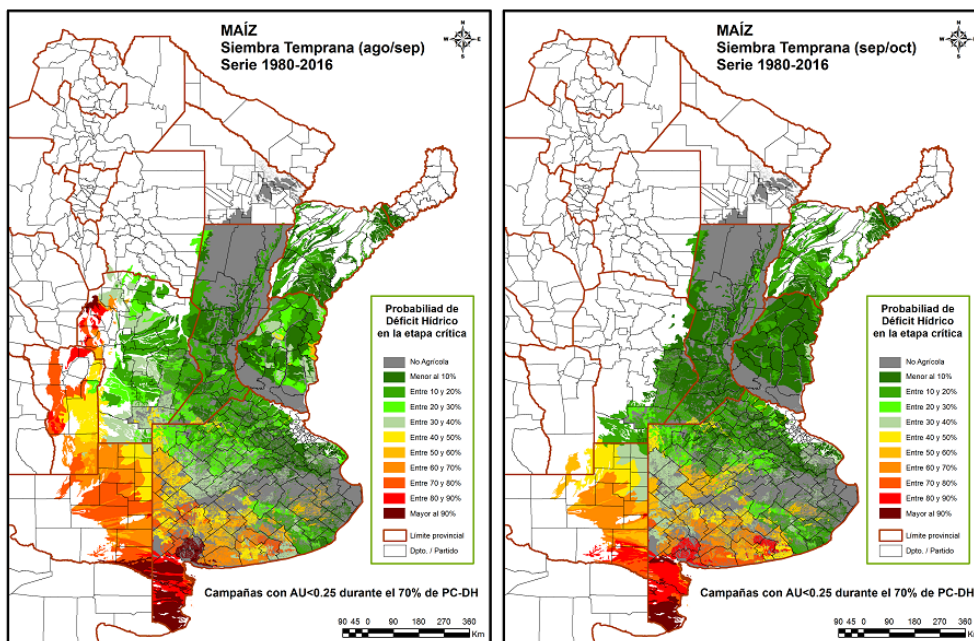 MAÍZ
Siembra Temprana (ago/sep)
Serie 1980-2016
N
W
E
S
Probabiliad de
Déficit Hídrico
en la etapa crítica
No Agrícola
Menor al 10%
Entre 10 y 20%
Entre 20 y 30%
Entre 30 y 40%
Entre 40 y 50%
Entre 50 y 60%
Entre 60 y 70%
Entre 70 y 80%
Entre 80 y 90%
Mayor al 90%
Límite provincial
Dpto. / Partido
Campañas con AU<0.25 durante el 70% de PC-DH
90 45 0 90 180 270 360
Km
MAÍZ
Siembra Temprana (sep/oct)
Serie 1980-2016
N
W
E
S
Probabiliad de
Déficit Hídrico
en la etapa crítica
No Agrícola
Menor al 10%
Entre 10 y 20%
Entre 20 y 30%
Entre 30 y 40%
Entre 40 y 50%
Entre 50 y 60%
Entre 60 y 70%
Entre 70 y 80%
Entre 80 y 90%
Mayor al 90%
Límite provincial
Dpto. / Partido
Campañas con AU<0.25 durante el 70% de PC-DH
90 45 0 90 180 270 360
Km